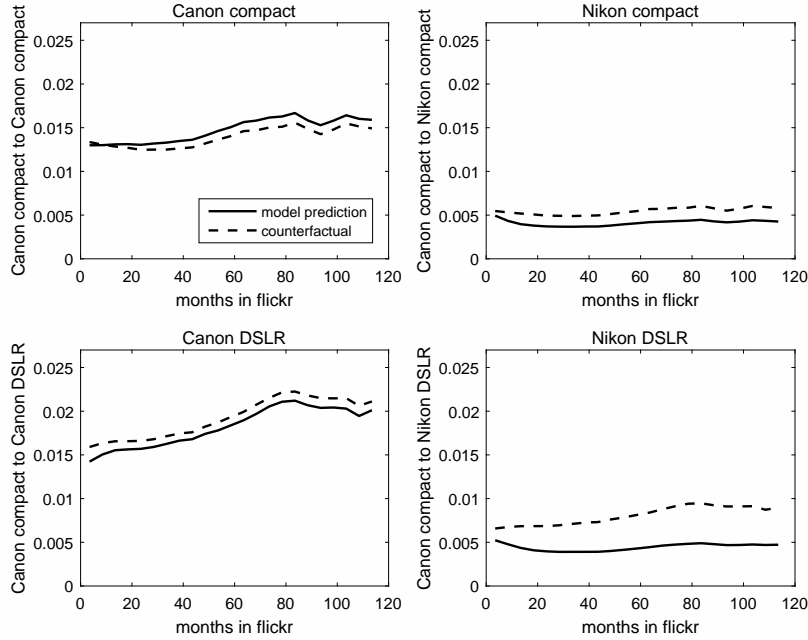 Canon compact
Canon compact to Canon compact
0.025
0.02
0.015
0.01
0.005
0
0 20 40 60 80 100 120
months in flickr
model prediction
counterfactual
Nikon compact
Canon compact to Nikon compact
0.025
0.02
0.015
0.01
0.005
0
0 20 40 60 80 100 120
months in flickr
Canon DSLR
Canon compact to Canon DSLR
0.025
0.02
0.015
0.01
0.005
0
0 20 40 60 80 100 120
months in flickr
Nikon DSLR
Canon compact to Nikon DSLR
0.025
0.02
0.015
0.01
0.005
0
0 20 40 60 80 100 120
months in flickr